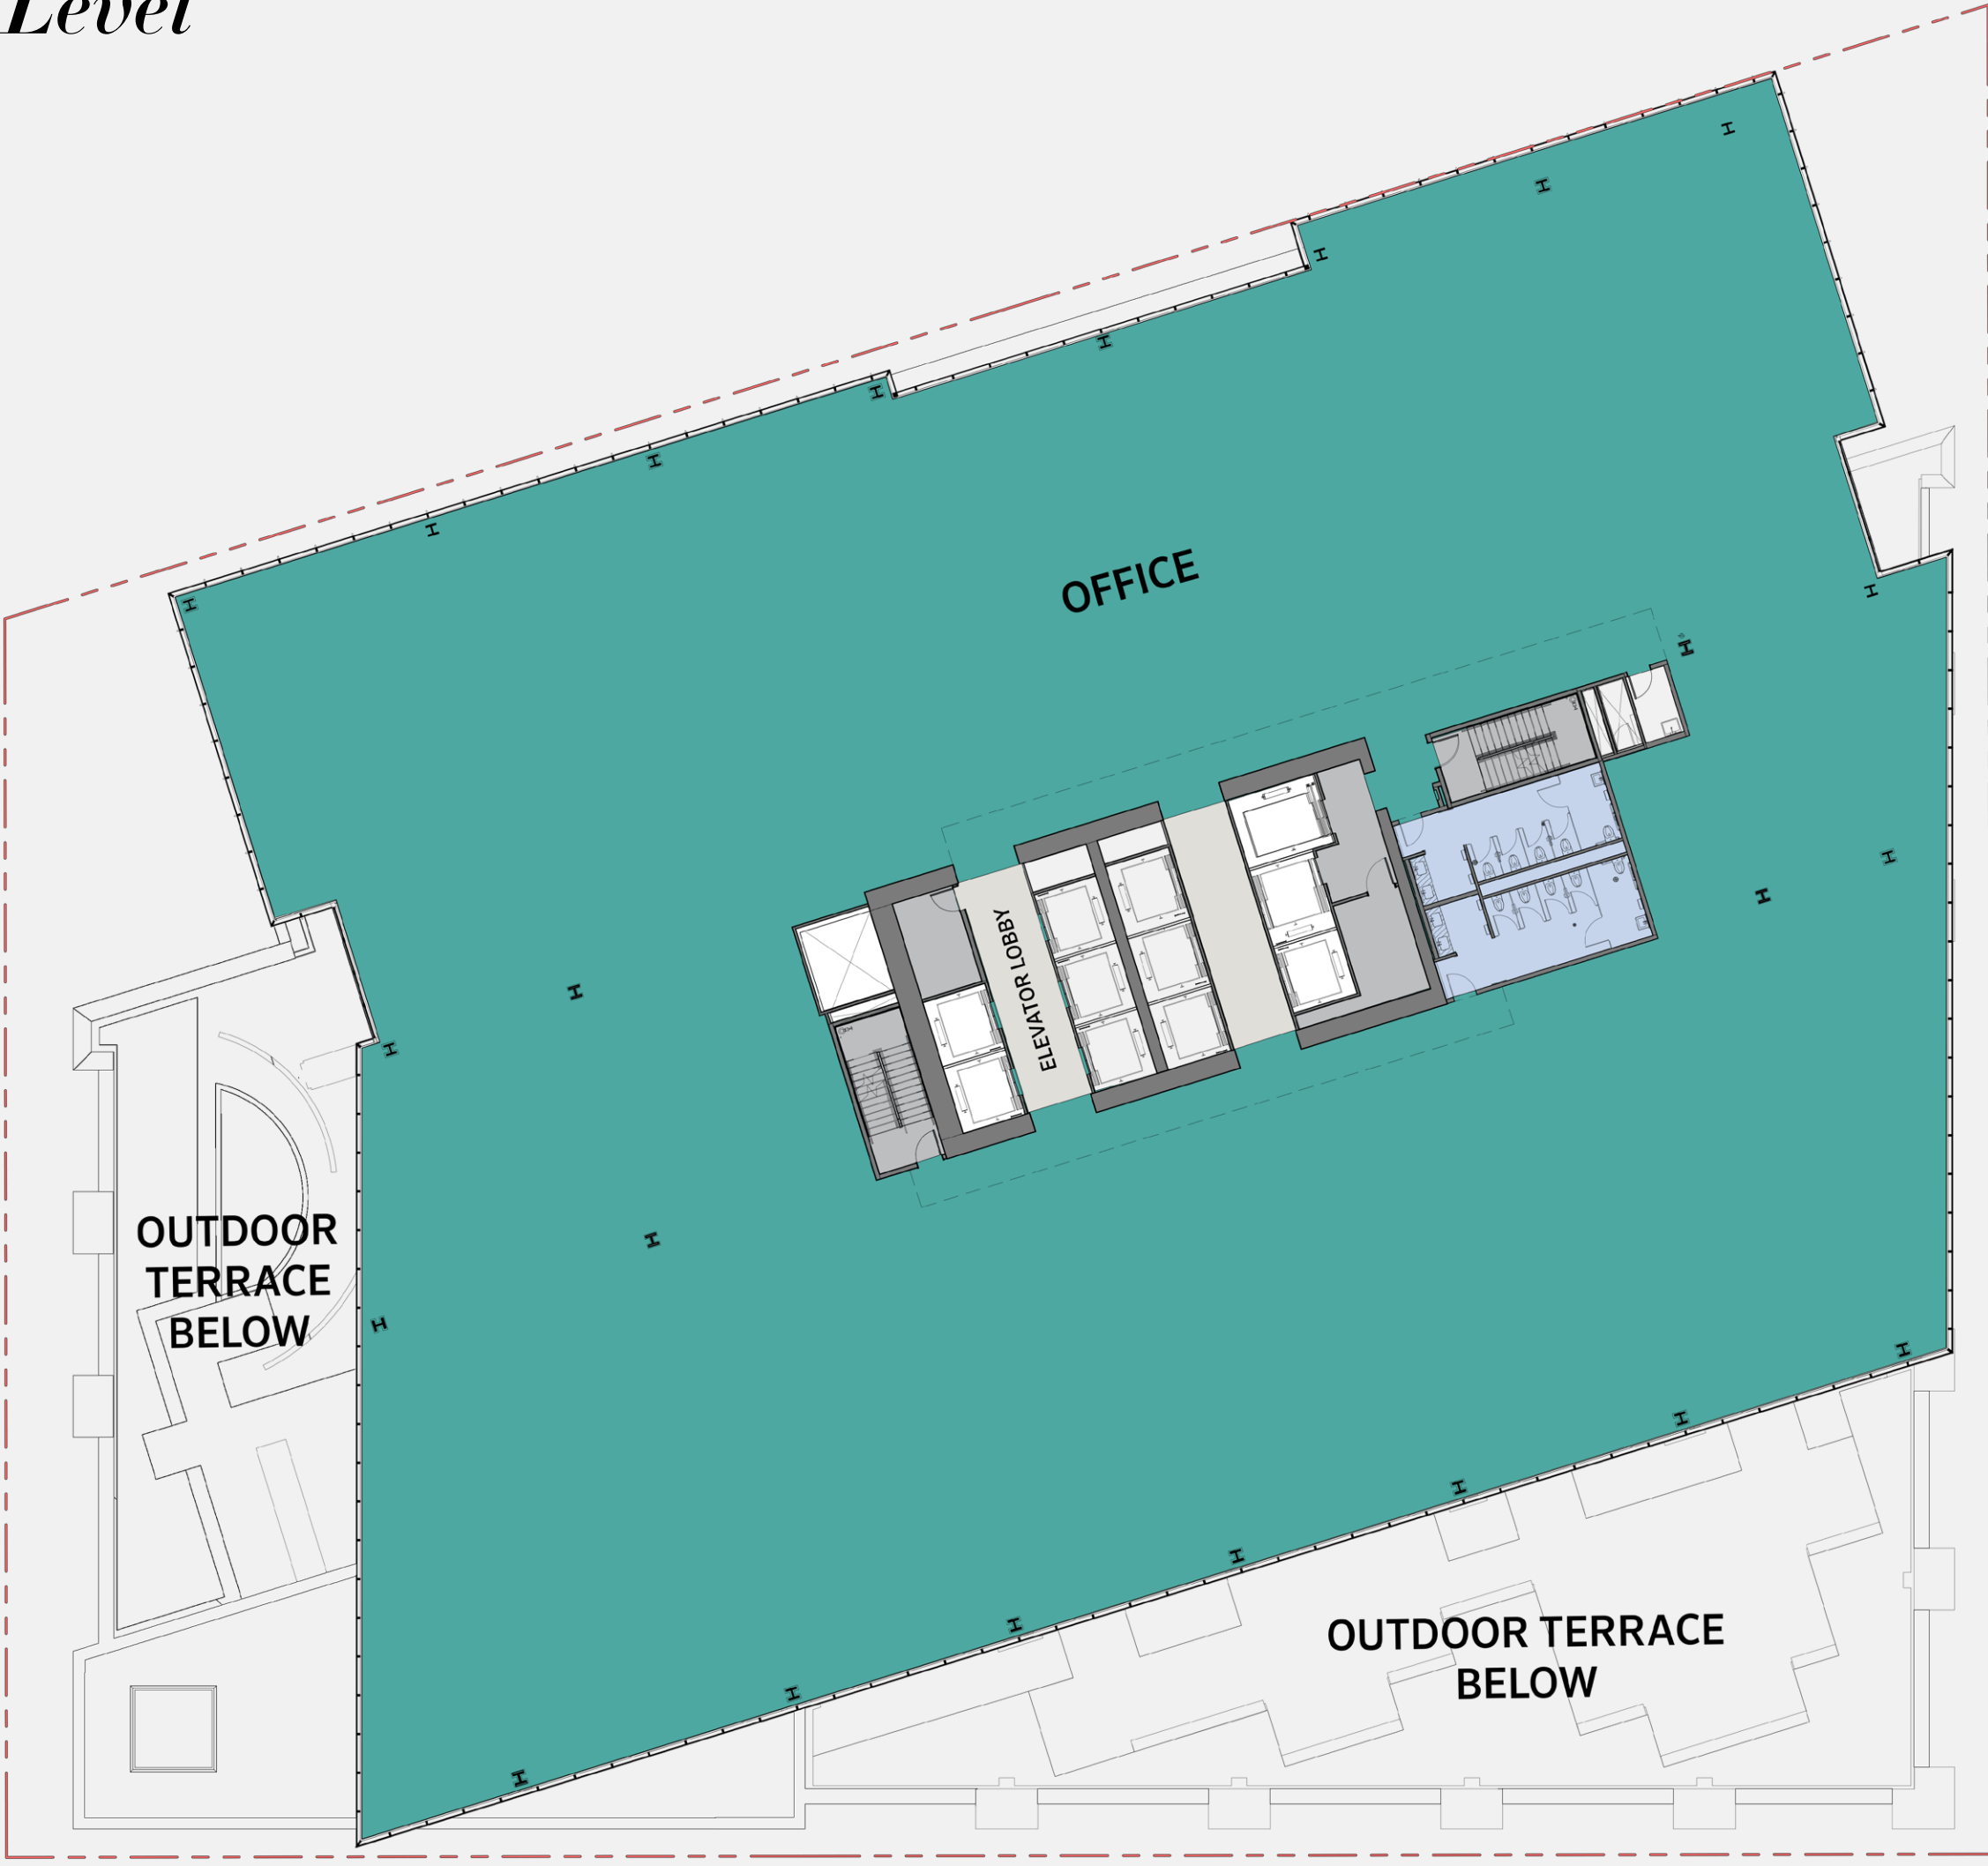 Level
OFFICE
ELEVATOR LOBBY
OUTDOOR
TERRACE
BELOW
OUTDOOR TERRACE
BELOW